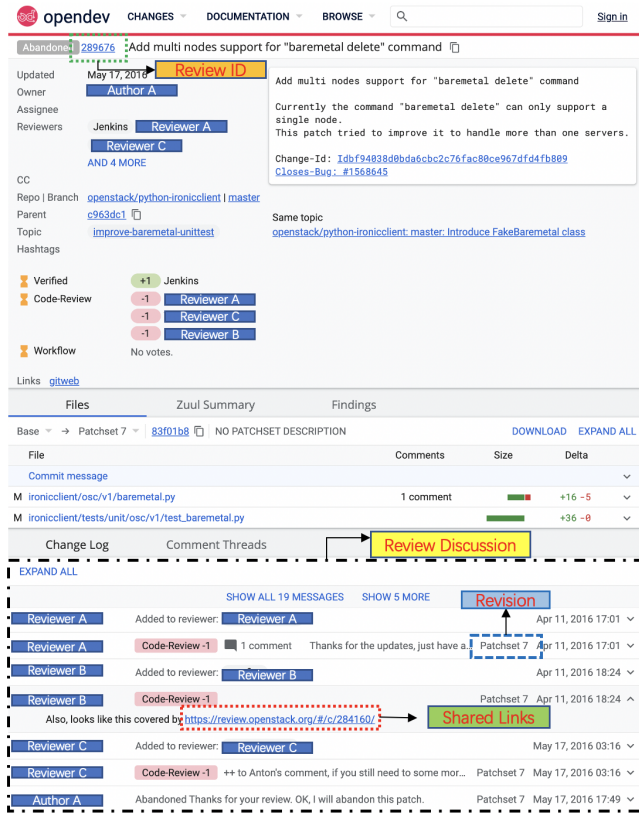 opendev CHANGES DOCUMENTATION BROWSE Sign in
Abandoned 289676 Add multi nodes support for "baremetal delete" command
Updated May 17, 2016 Review ID
Owner Author A
Assignee
Reviewers Jenkins Reviewer A
Reviewer C
AND 4 MORE
CC
Repo | Branch openstack/python-ironicclient | master
Parent c963dc1
Topic improve-baremetal-unittest
Hashtags
Add multi nodes support for "baremetal delete" command
Currently the command "baremetal delete" can only support a
single node.
This patch tried to improve it to handle more than one servers.
Change-Id: Idbf94038d0bda6cbc2c76fac80ce967dfd4fb809
Closes-Bug: #1568645
Same topic
openstack/python-ironicclient: master: Introduce FakeBaremetal class
Verified +1 Jenkins
Code-Review -1 Reviewer A
-1 Reviewer C
-1 Reviewer B
Workflow No votes.
Links gitweb
Files Zuul Summary Findings
Base → Patchset 7 83f01b8 NO PATCHSET DESCRIPTION DOWNLOAD EXPAND ALL
File Comments Size Delta
Commit message
M ironicclient/osc/v1/baremetal.py 1 comment +16 -5
M ironicclient/tests/unit/osc/v1/test_baremetal.py +36 -0
Change Log Comment Threads Review Discussion
EXPAND ALL
SHOW ALL 19 MESSAGES SHOW 5 MORE Revision
Reviewer A Added to reviewer: Reviewer A Apr 11, 2016 17:01
Reviewer A Code-Review -1 1 comment Thanks for the updates, just have a... Patchset 7 Apr 11, 2016 17:01
Reviewer B Added to reviewer: Reviewer B Apr 11, 2016 18:24
Reviewer B Code-Review -1 Patchset 7 Apr 11, 2016 18:24
Also, looks like this covered by https://review.openstack.org/#/c/284160/ Shared Links
Reviewer C Added to reviewer: Reviewer C May 17, 2016 03:16
Reviewer C Code-Review -1 ++ to Anton's comment, if you still need to some mor... Patchset 7 May 17, 2016 03:16
Author A Abandoned Thanks for your review. OK, I will abandon this patch. Patchset 7 May 17, 2016 17:49